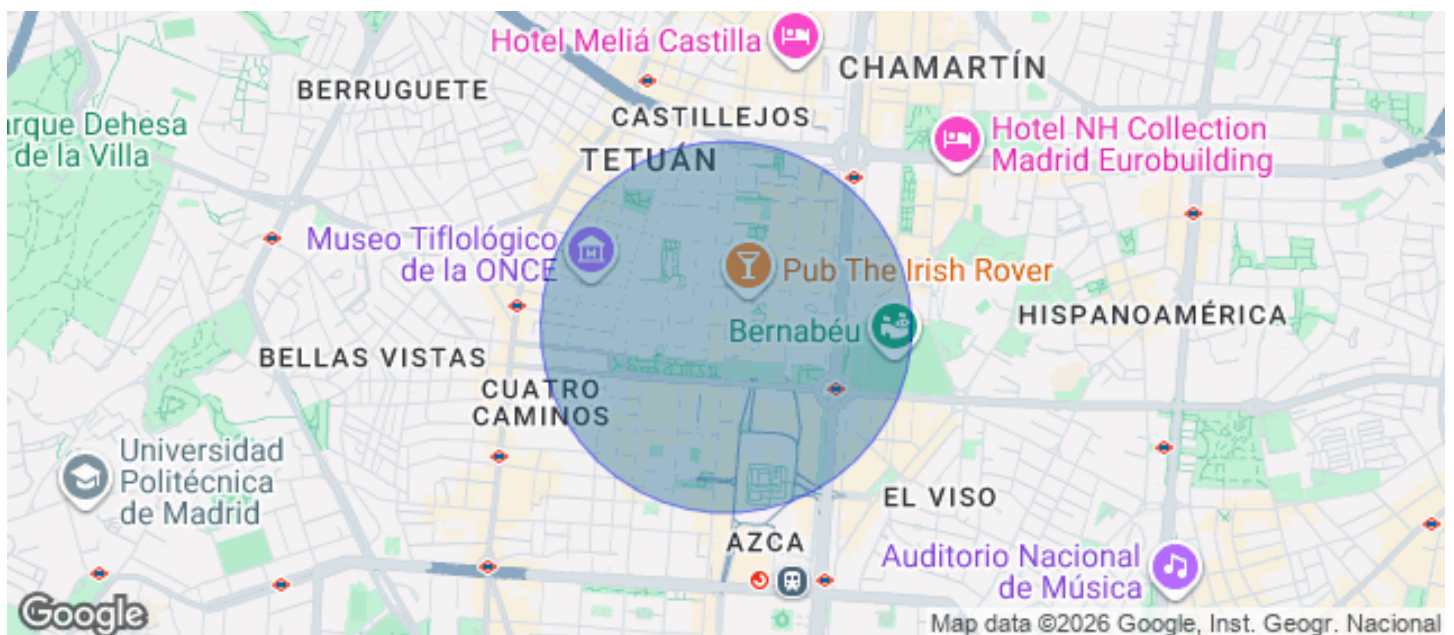 Hotel Meliá Castilla
CHAMARTÍN
BERRUGUETE
CASTILLEJOS
arque Dehesa
de la Villa
Hotel NH Collection
Madrid Eurobuilding
TETUÁN
Museo Tiflológico
de la ONCE
Pub The Irish Rover
Bernabéu
HISPANOAMÉRICA
BELLAS VISTAS
CUATRO
CAMINOS
Universidad
Politécnica
de Madrid
EL VISO
AZCA
Auditorio Nacional
de Música
Google
Map data ©2026 Google, Inst. Geogr. Nacional